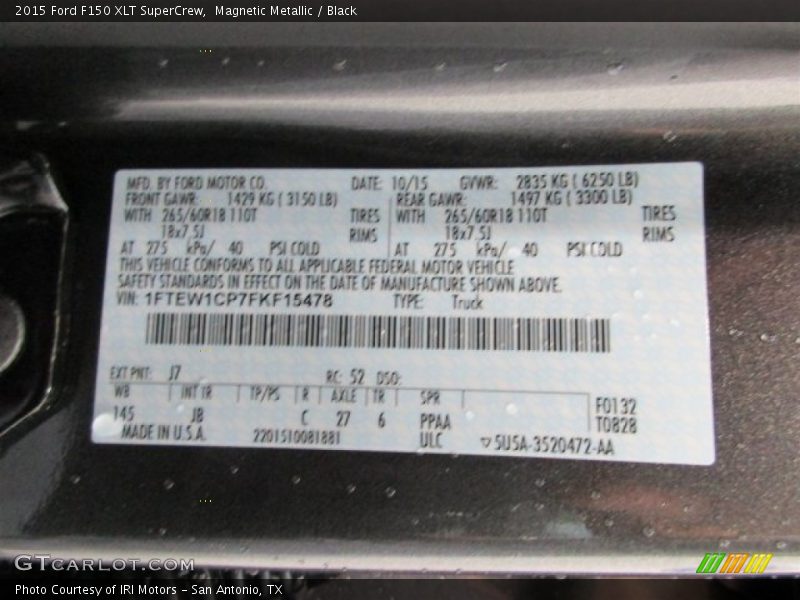 2015 Ford F150 XLT SuperCrew, Magnetic Metallic / Black
MFD. BY FORD MOTOR CO. DATE: 10/15 GVWR: 2835 KG ( 6250 LB)
FRONT GAWR: 1429 KG ( 3150 LB) REAR GAWR: 1497 KG ( 3300 LB)
WITH 265/60R18 110T TIRES WITH 265/60R18 110T TIRES
18x7.5J RIMS 18x7.5J RIMS
AT 275 kPa/ 40 PSI COLD AT 275 kPa/ 40 PSI COLD
THIS VEHICLE CONFORMS TO ALL APPLICABLE FEDERAL MOTOR VEHICLE
SAFETY STANDARDS IN EFFECT ON THE DATE OF MANUFACTURE SHOWN ABOVE.
VIN: 1FTEW1CP7FKF15478 TYPE: Truck
EXT PNT: J7 RC: 52 DSO:
WB INT TR TP/PS R AXLE TR SPR
145 JB C 27 6 PPAA F0132
T0828
MADE IN U.S.A. 2201510081881 ULC ▽5U5A-3520472-AA
GTCARLOT.COM
Photo Courtesy of IRI Motors - San Antonio, TX